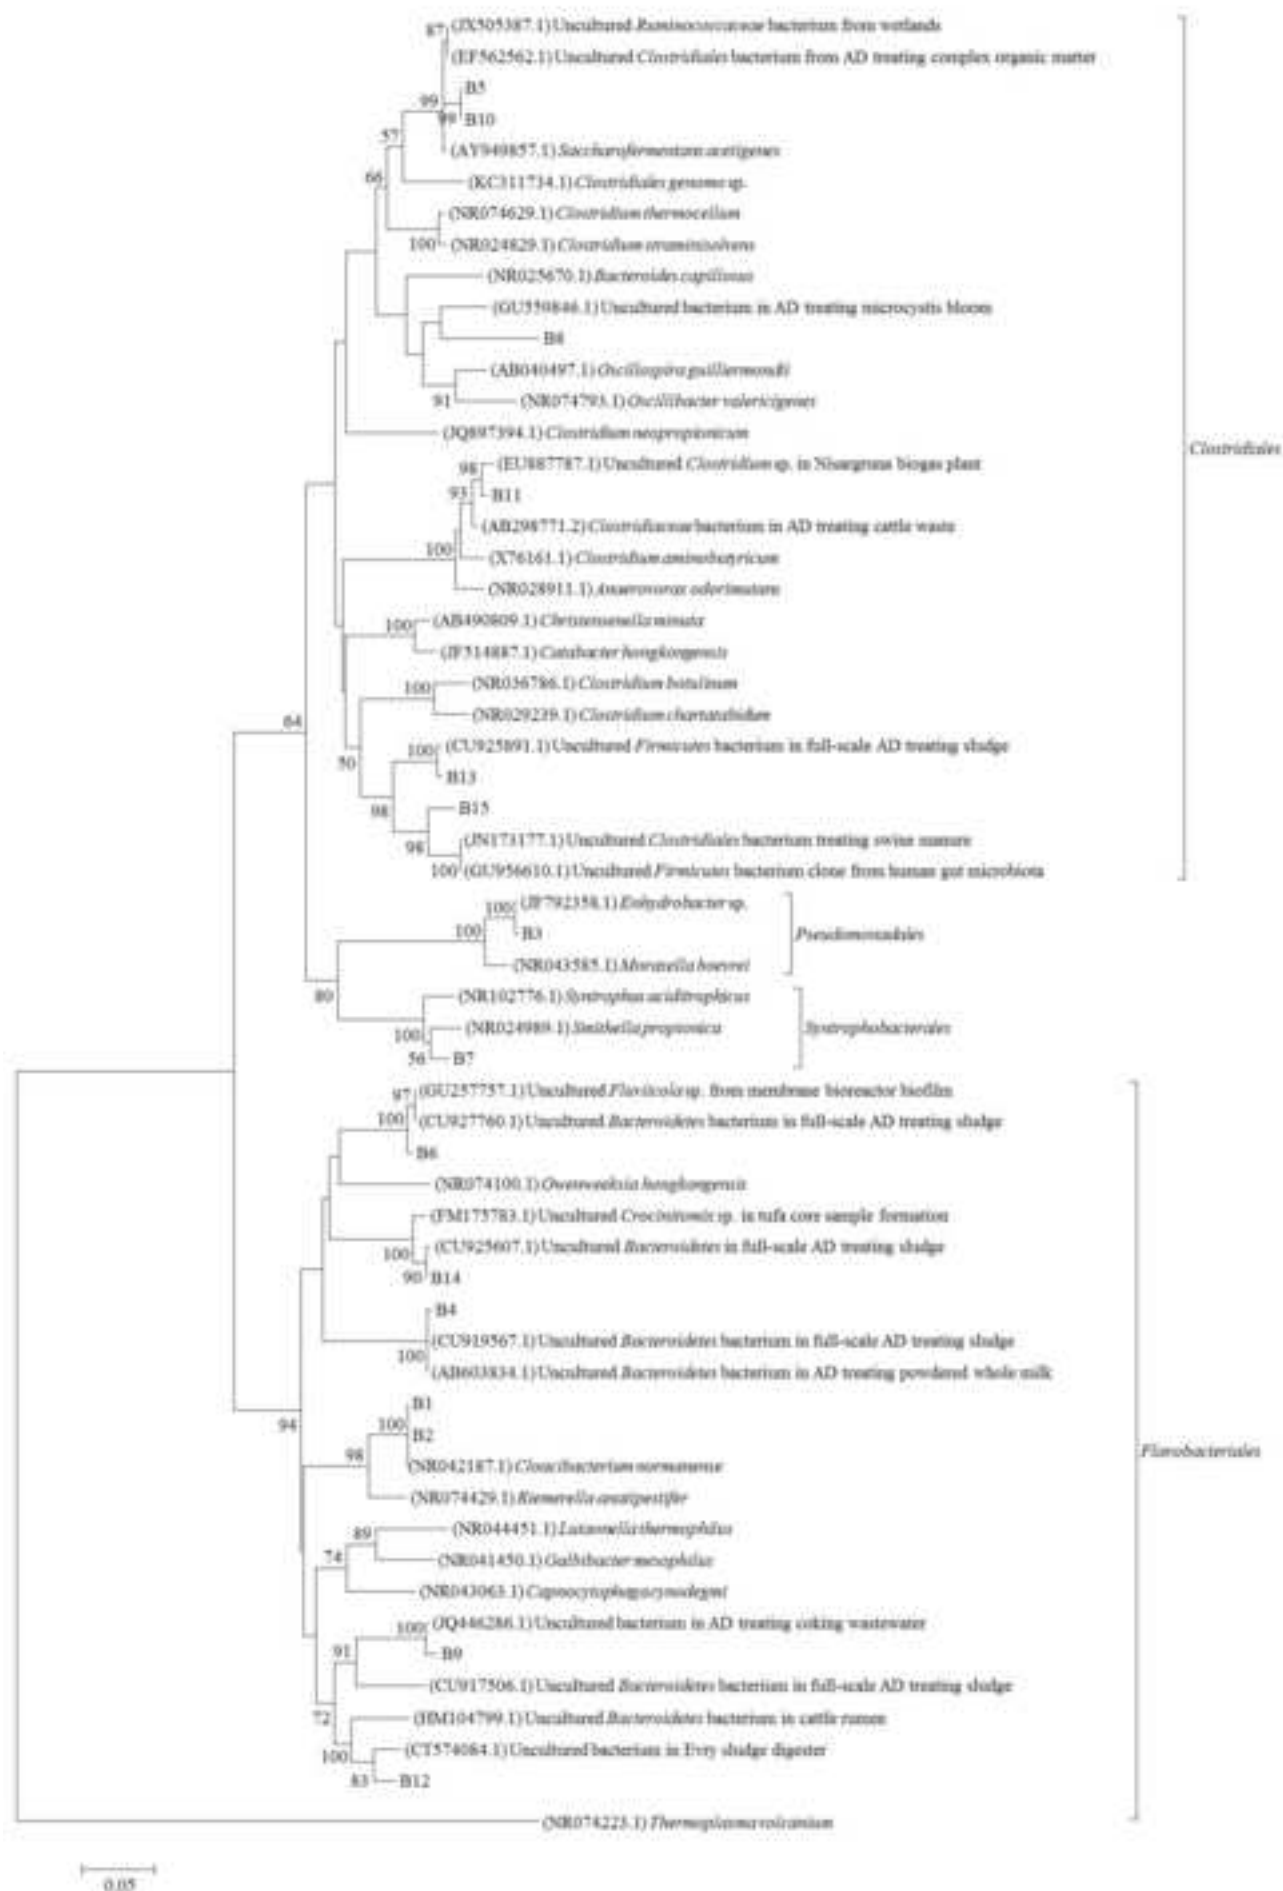 87 (JX505387.1) Uncultured Ruminococcaceae bacterium from wetlands
(EF562562.1) Uncultured Clostridiales bacterium from AD treating complex organic matter
B5
99
99 B10
57
(AY949857.1) Saccharofermentans acetigenes
66
(KC311734.1) Clostridiales genomo sp.
(NR074629.1) Clostridium thermocellum
100 (NR024829.1) Clostridium straminisolvens
(NR025670.1) Bacteroides capillosus
(GU559846.1) Uncultured bacterium in AD treating microcystis bloom
B8
(AB040497.1) Oscillospira guilliermondii
91 (NR074793.1) Oscillibacter valericigenes
(JQ897394.1) Clostridium neopropionicum
Clostridiales
98 (EU887787.1) Uncultured Clostridium sp. in Nisargruna biogas plant
93 B11
(AB298771.2) Clostridiaceae bacterium in AD treating cattle waste
100 (X76161.1) Clostridium aminobutyricum
(NR028911.1) Anaerovorax odorimutans
100 (AB490809.1) Christensenella minuta
(JF514887.1) Catabacter hongkongensis
100 (NR036786.1) Clostridium botulinum
(NR029239.1) Clostridium chartatabidum
64
100 (CU925891.1) Uncultured Firmicutes bacterium in full-scale AD treating sludge
50 B13
98 B15
(JN173177.1) Uncultured Clostridiales bacterium treating swine manure
98
100 (GU956610.1) Uncultured Firmicutes bacterium clone from human gut microbiota
100 (JF792358.1) Enhydrobacter sp.
100 B3
Pseudomonadales
(NR043585.1) Moraxella boevrei
80 (NR102776.1) Syntrophus aciditrophicus
100 (NR024989.1) Smithella propionica
Syntrophobacterales
56 B7
97 (GU257757.1) Uncultured Fluviicola sp. from membrane bioreactor biofilm
100 (CU927760.1) Uncultured Bacteroidetes bacterium in full-scale AD treating sludge
B6
(NR074100.1) Owenweeksia hongkongensis
(FM175783.1) Uncultured Crocinitomix sp. in tufa core sample formation
100 (CU925607.1) Uncultured Bacteroidetes in full-scale AD treating sludge
90 B14
B4
(CU919567.1) Uncultured Bacteroidetes bacterium in full-scale AD treating sludge
100
(AB603834.1) Uncultured Bacteroidetes bacterium in AD treating powdered whole milk
B1
94 100
B2
Flavobacteriales
98 (NR042187.1) Cloacibacterium normanense
(NR074429.1) Riemerella anatipestifer
89 (NR044451.1) Lutaonella thermophilus
74 (NR041450.1) Galbibacter mesophilus
(NR043063.1) Capnocytophaga cynodegmi
100 (JQ446286.1) Uncultured bacterium in AD treating coking wastewater
91 B9
(CU917506.1) Uncultured Bacteroidetes bacterium in full-scale AD treating sludge
72 (HM104799.1) Uncultured Bacteroidetes bacterium in cattle rumen
100 (CT574084.1) Uncultured bacterium in Evry sludge digester
83 B12
(NR074223.1) Thermoplasma volcanium
0.05